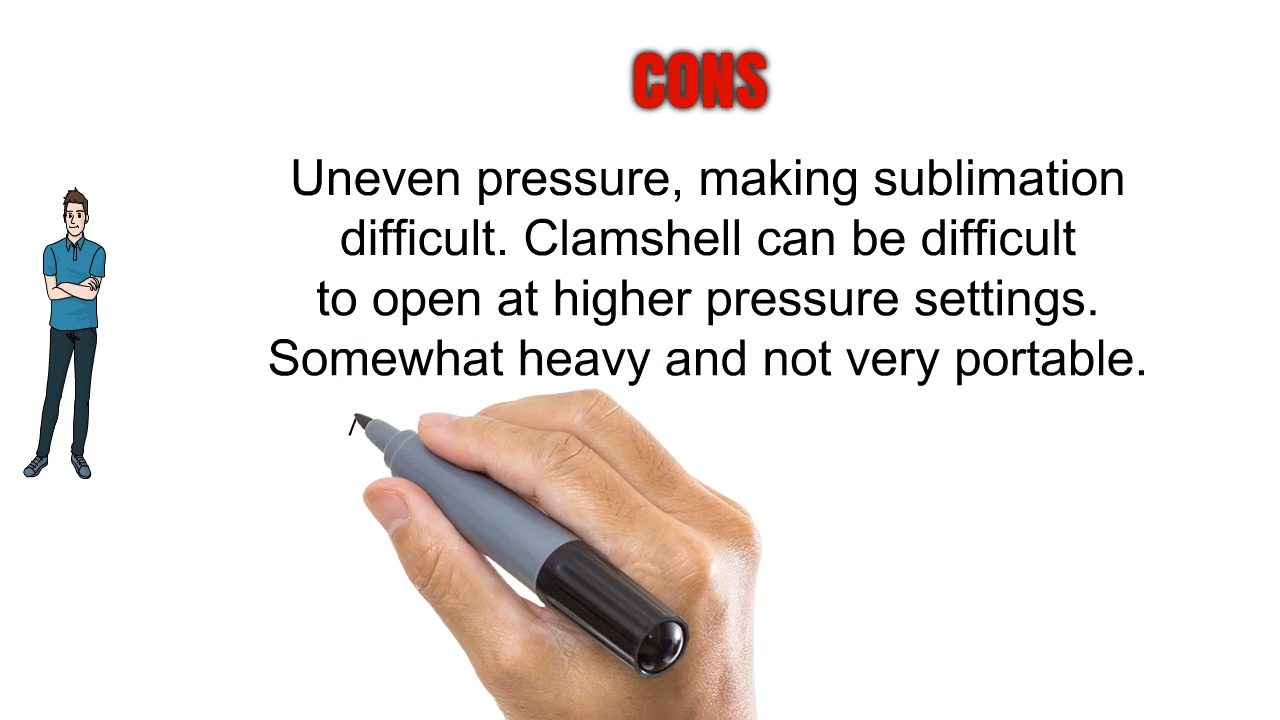 CONS
Uneven pressure, making sublimation
difficult. Clamshell can be difficult
to open at higher pressure settings.
Somewhat heavy and not very portable.